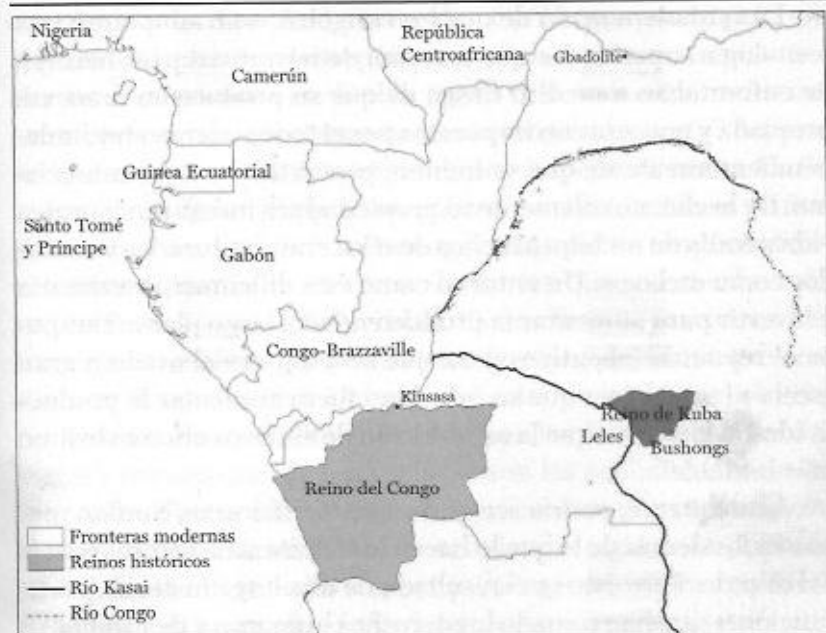 Nigeria
República
Centroafricana
Gbadolite
Camerún
Guinea Ecuatorial
Santo Tomé
y Príncipe
Gabón
Congo-Brazzaville
Kinsasa
Reino de Kuba
Leles
Bushongs
Reino del Congo
Fronteras modernas
Reinos históricos
Río Kasai
Río Congo